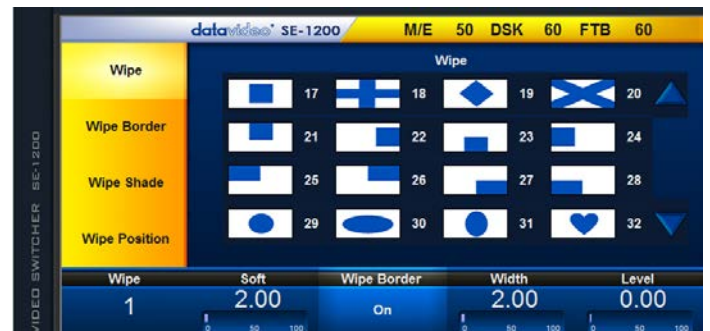 datavideo® SE-1200 M/E 50 DSK 60 FTB 60
Wipe
Wipe
17 18 19 20
Wipe Border
21 22 23 24
Wipe Shade
25 26 27 28
Wipe Position
29 30 31 32
Wipe Soft Wipe Border Width Level
1 2.00 On 2.00 0.00
0 50 100 0 50 100 0 50 100
VIDEO SWITCHER SE-1200